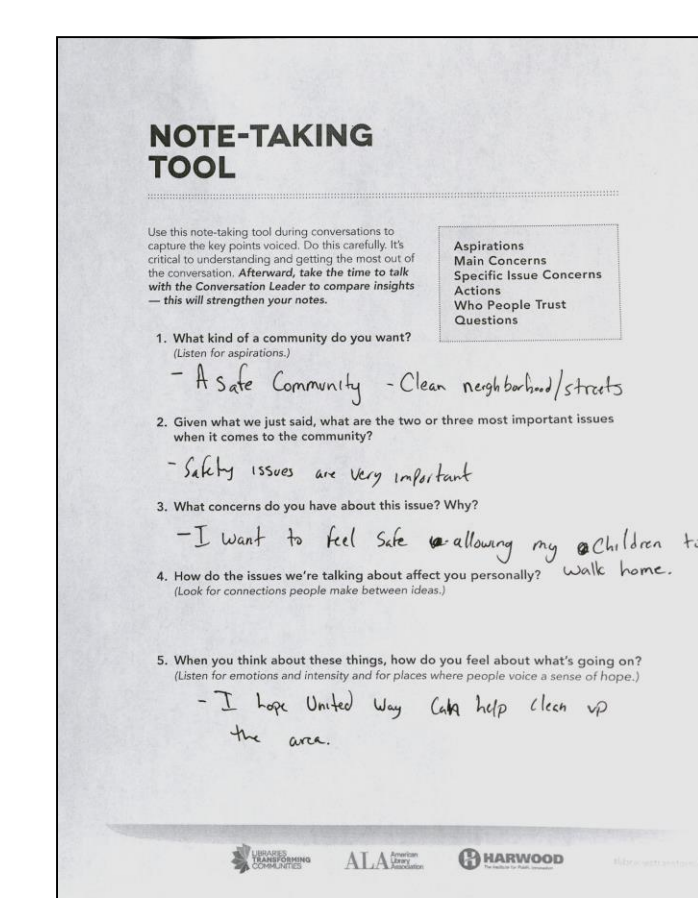 NOTE-TAKING
TOOL
Use this note-taking tool during conversations to
capture the key points voiced. Do this carefully. It's
critical to understanding and getting the most out of
the conversation. Afterward, take the time to talk
with the Conversation Leader to compare insights
— this will strengthen your notes.
Aspirations
Main Concerns
Specific Issue Concerns
Actions
Who People Trust
Questions
1. What kind of a community do you want?
(Listen for aspirations.)
- A Safe Community - Clean neighborhood/streets
2. Given what we just said, what are the two or three most important issues
when it comes to the community?
- Safety issues are very important
3. What concerns do you have about this issue? Why?
- I want to feel safe allowing my Children to
walk home.
4. How do the issues we're talking about affect you personally?
(Look for connections people make between ideas.)
5. When you think about these things, how do you feel about what's going on?
(Listen for emotions and intensity and for places where people voice a sense of hope.)
- I hope United Way can help clean up
the area.
LIBRARIES
TRANSFORMING
COMMUNITIES
ALA American
Library
Association
HARWOOD